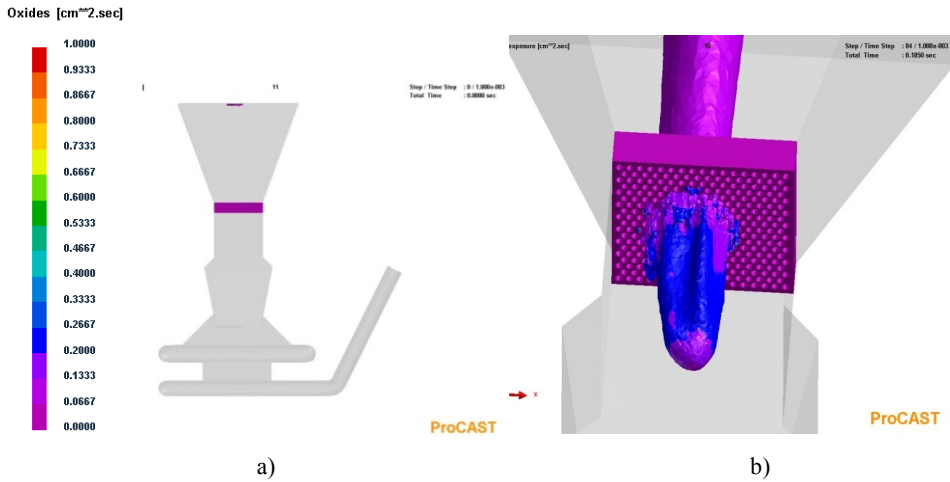 Oxides [cm**2.sec]
1.0000
0.9333
0.8667
0.8000
0.7333
0.6667
0.6000
0.5333
0.4667
0.4000
0.3333
0.2667
0.2000
0.1333
0.0667
0.0000
11
Step / Time Step : 0 / 1.000e-003
Total Time : 0.0000 sec
ProCAST
a)
exposure [cm**2.sec]
Step / Time Step : 84 / 1.000e-003
Total Time : 0.1850 sec
x
ProCAST
b)